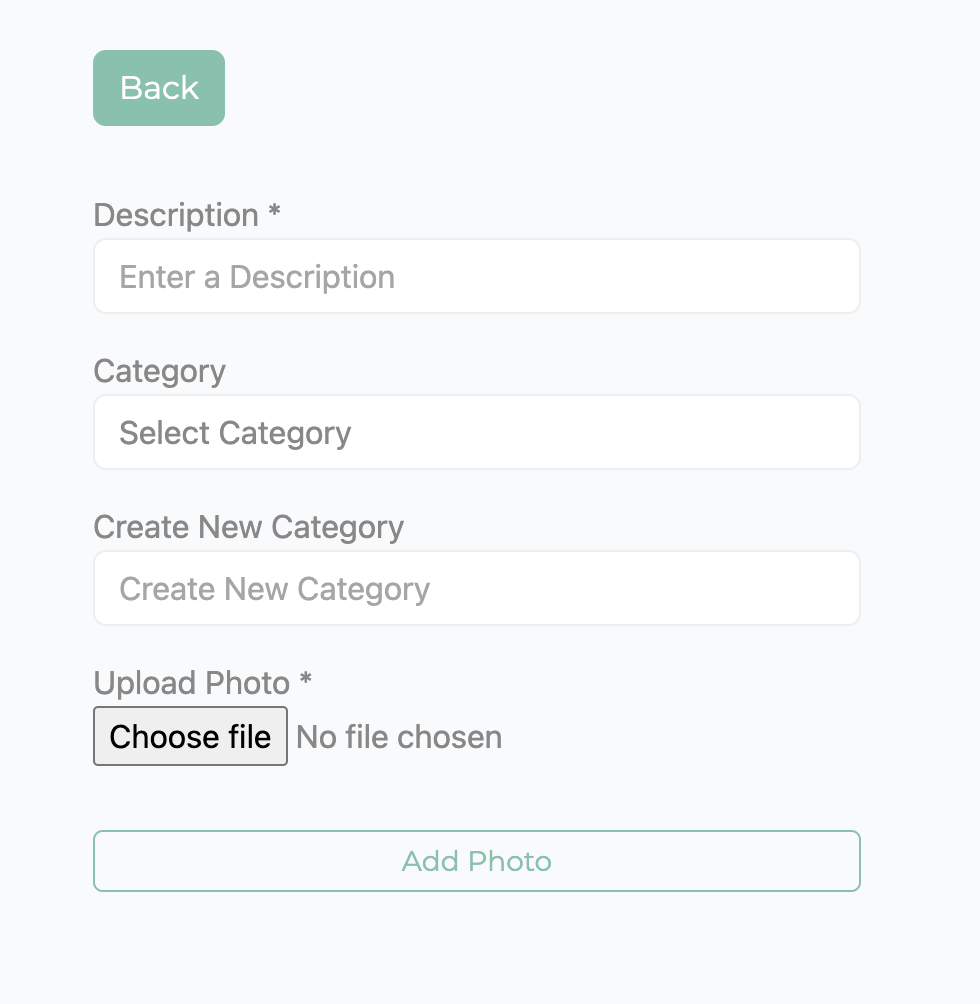 Back
Description *
Enter a Description
Category
Select Category
Create New Category
Create New Category
Upload Photo *
Choose file No file chosen
Add Photo